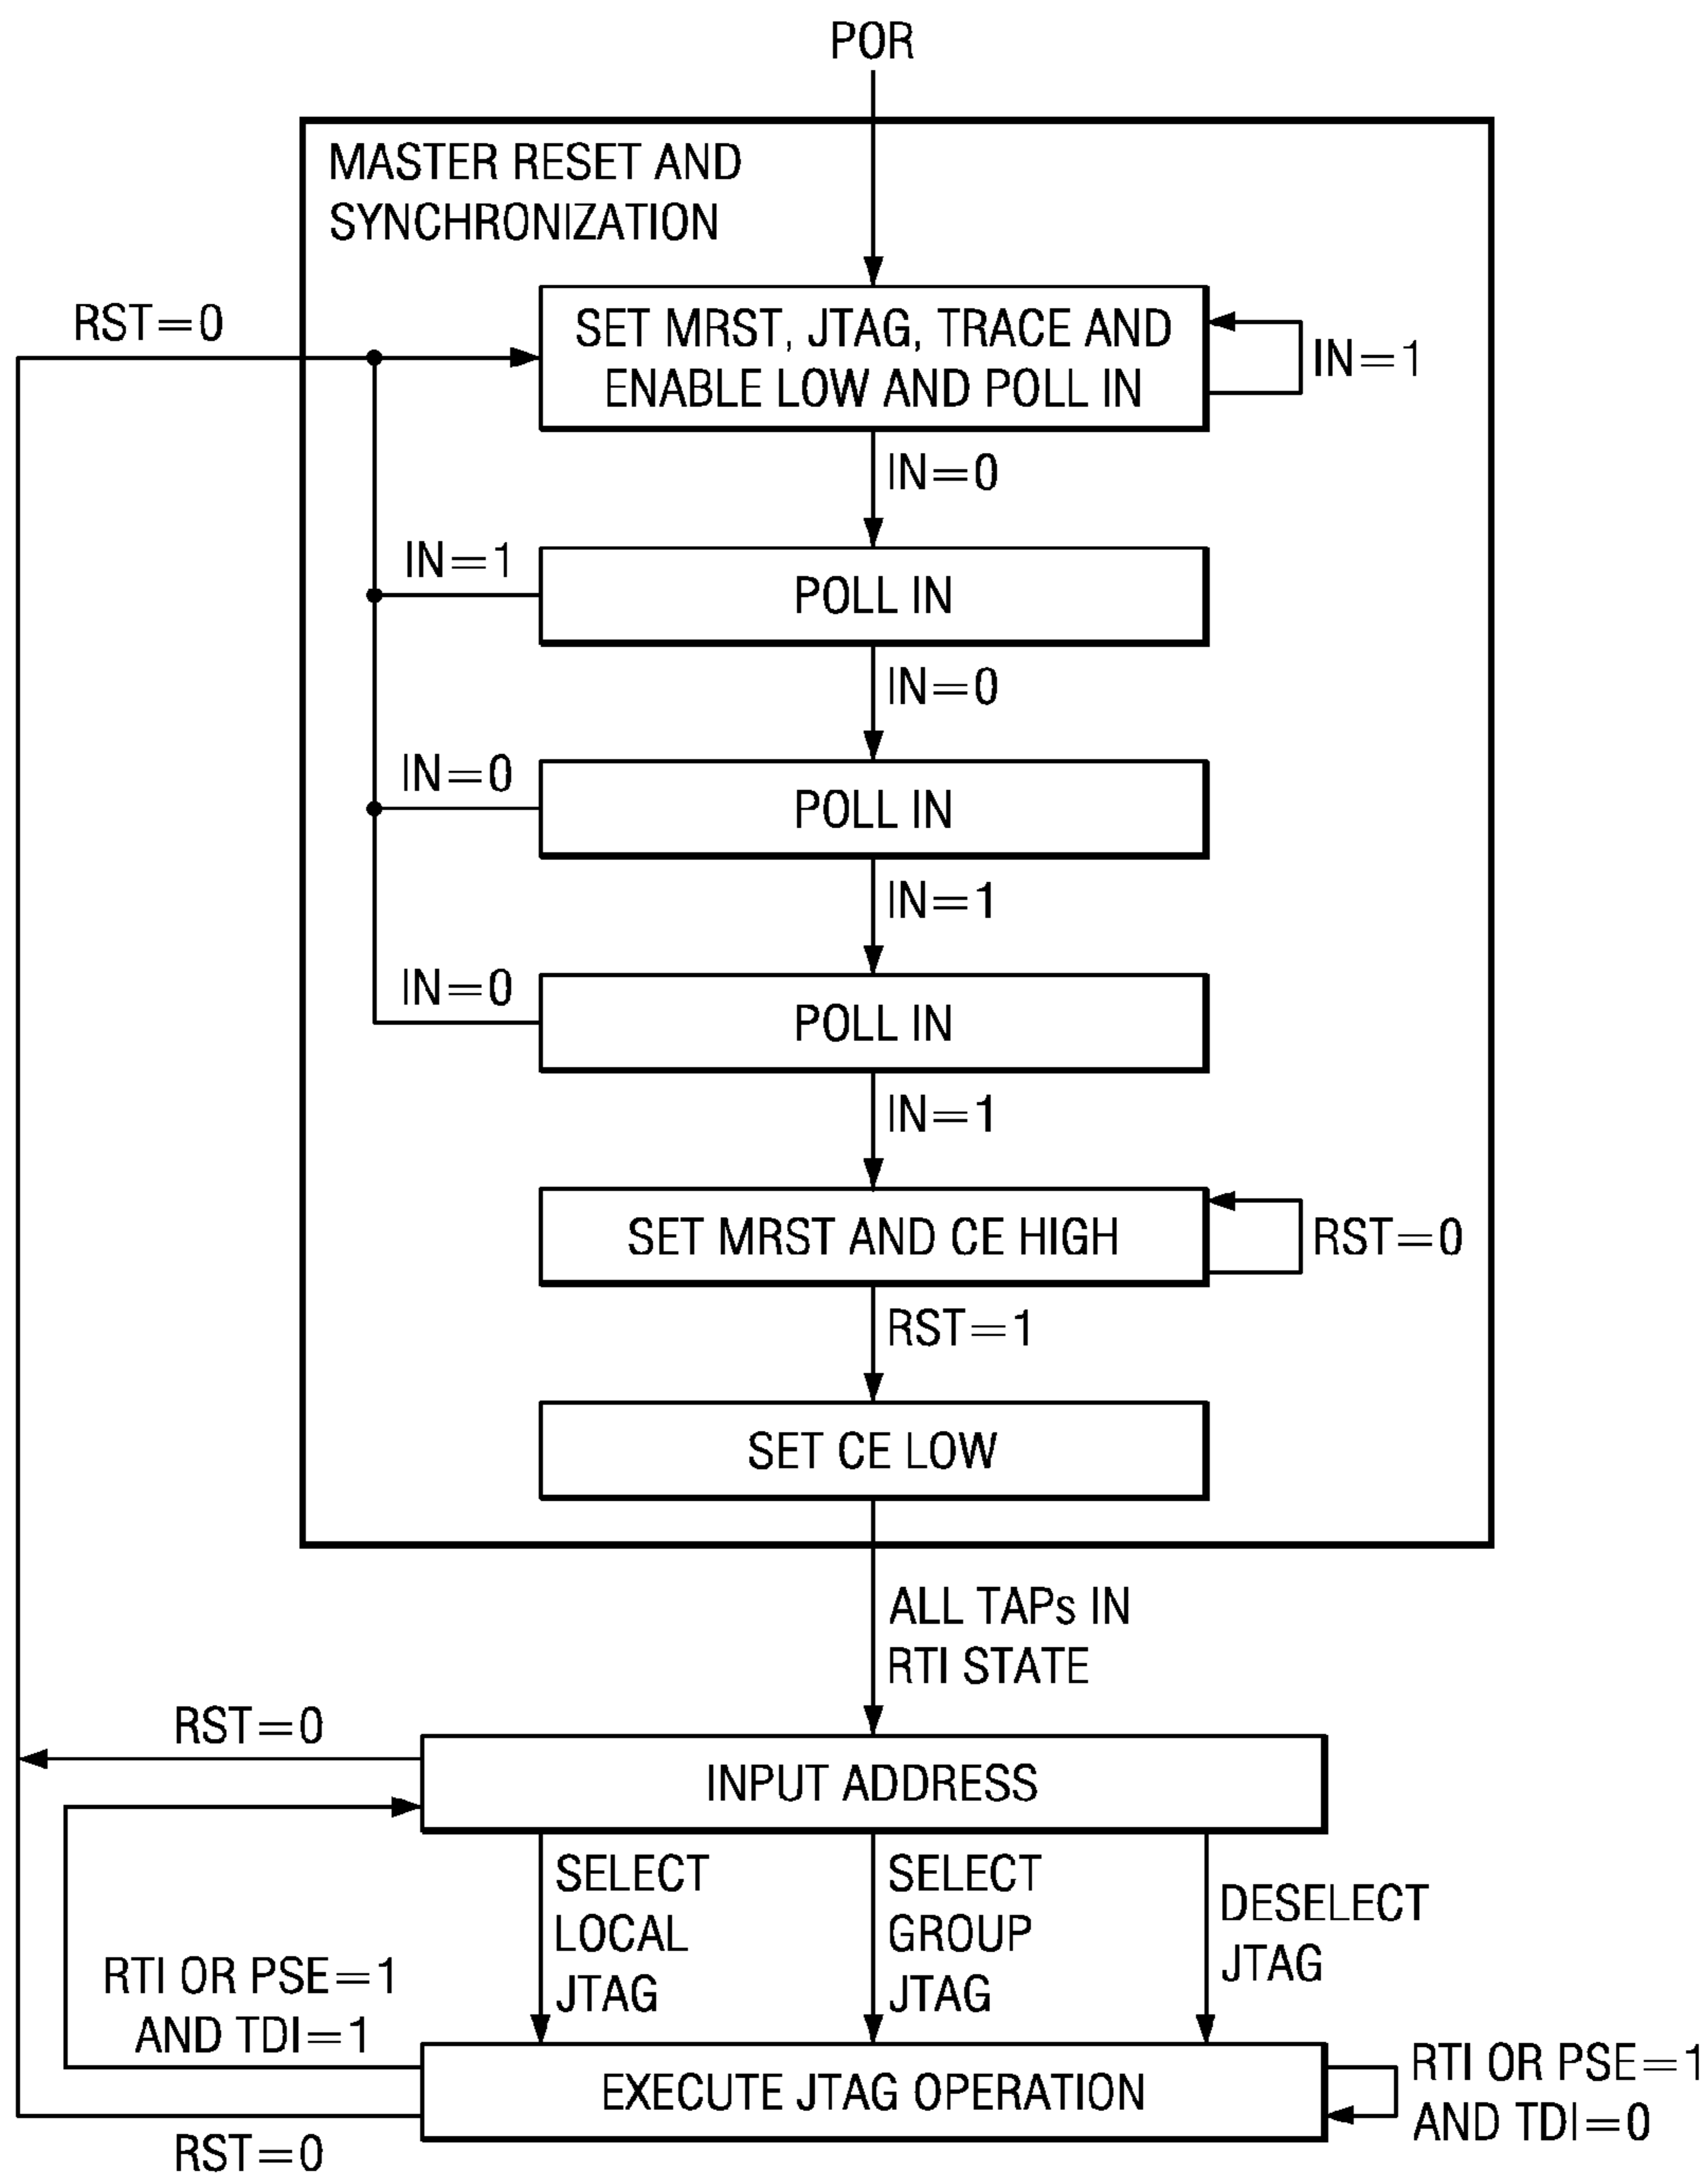 POR
MASTER RESET AND
SYNCHRONIZATION
RST=0
SET MRST, JTAG, TRACE AND
ENABLE LOW AND POLL IN
IN=1
IN=0
IN=1
POLL IN
IN=0
IN=0
POLL IN
IN=1
IN=0
POLL IN
IN=1
SET MRST AND CE HIGH
RST=0
RST=1
SET CE LOW
ALL TAPs IN
RTI STATE
RST=0
INPUT ADDRESS
SELECT
LOCAL
JTAG
SELECT
GROUP
JTAG
DESELECT
JTAG
RTI OR PSE=1
AND TDI=1
EXECUTE JTAG OPERATION
RTI OR PSE=1
AND TDI=0
RST=0